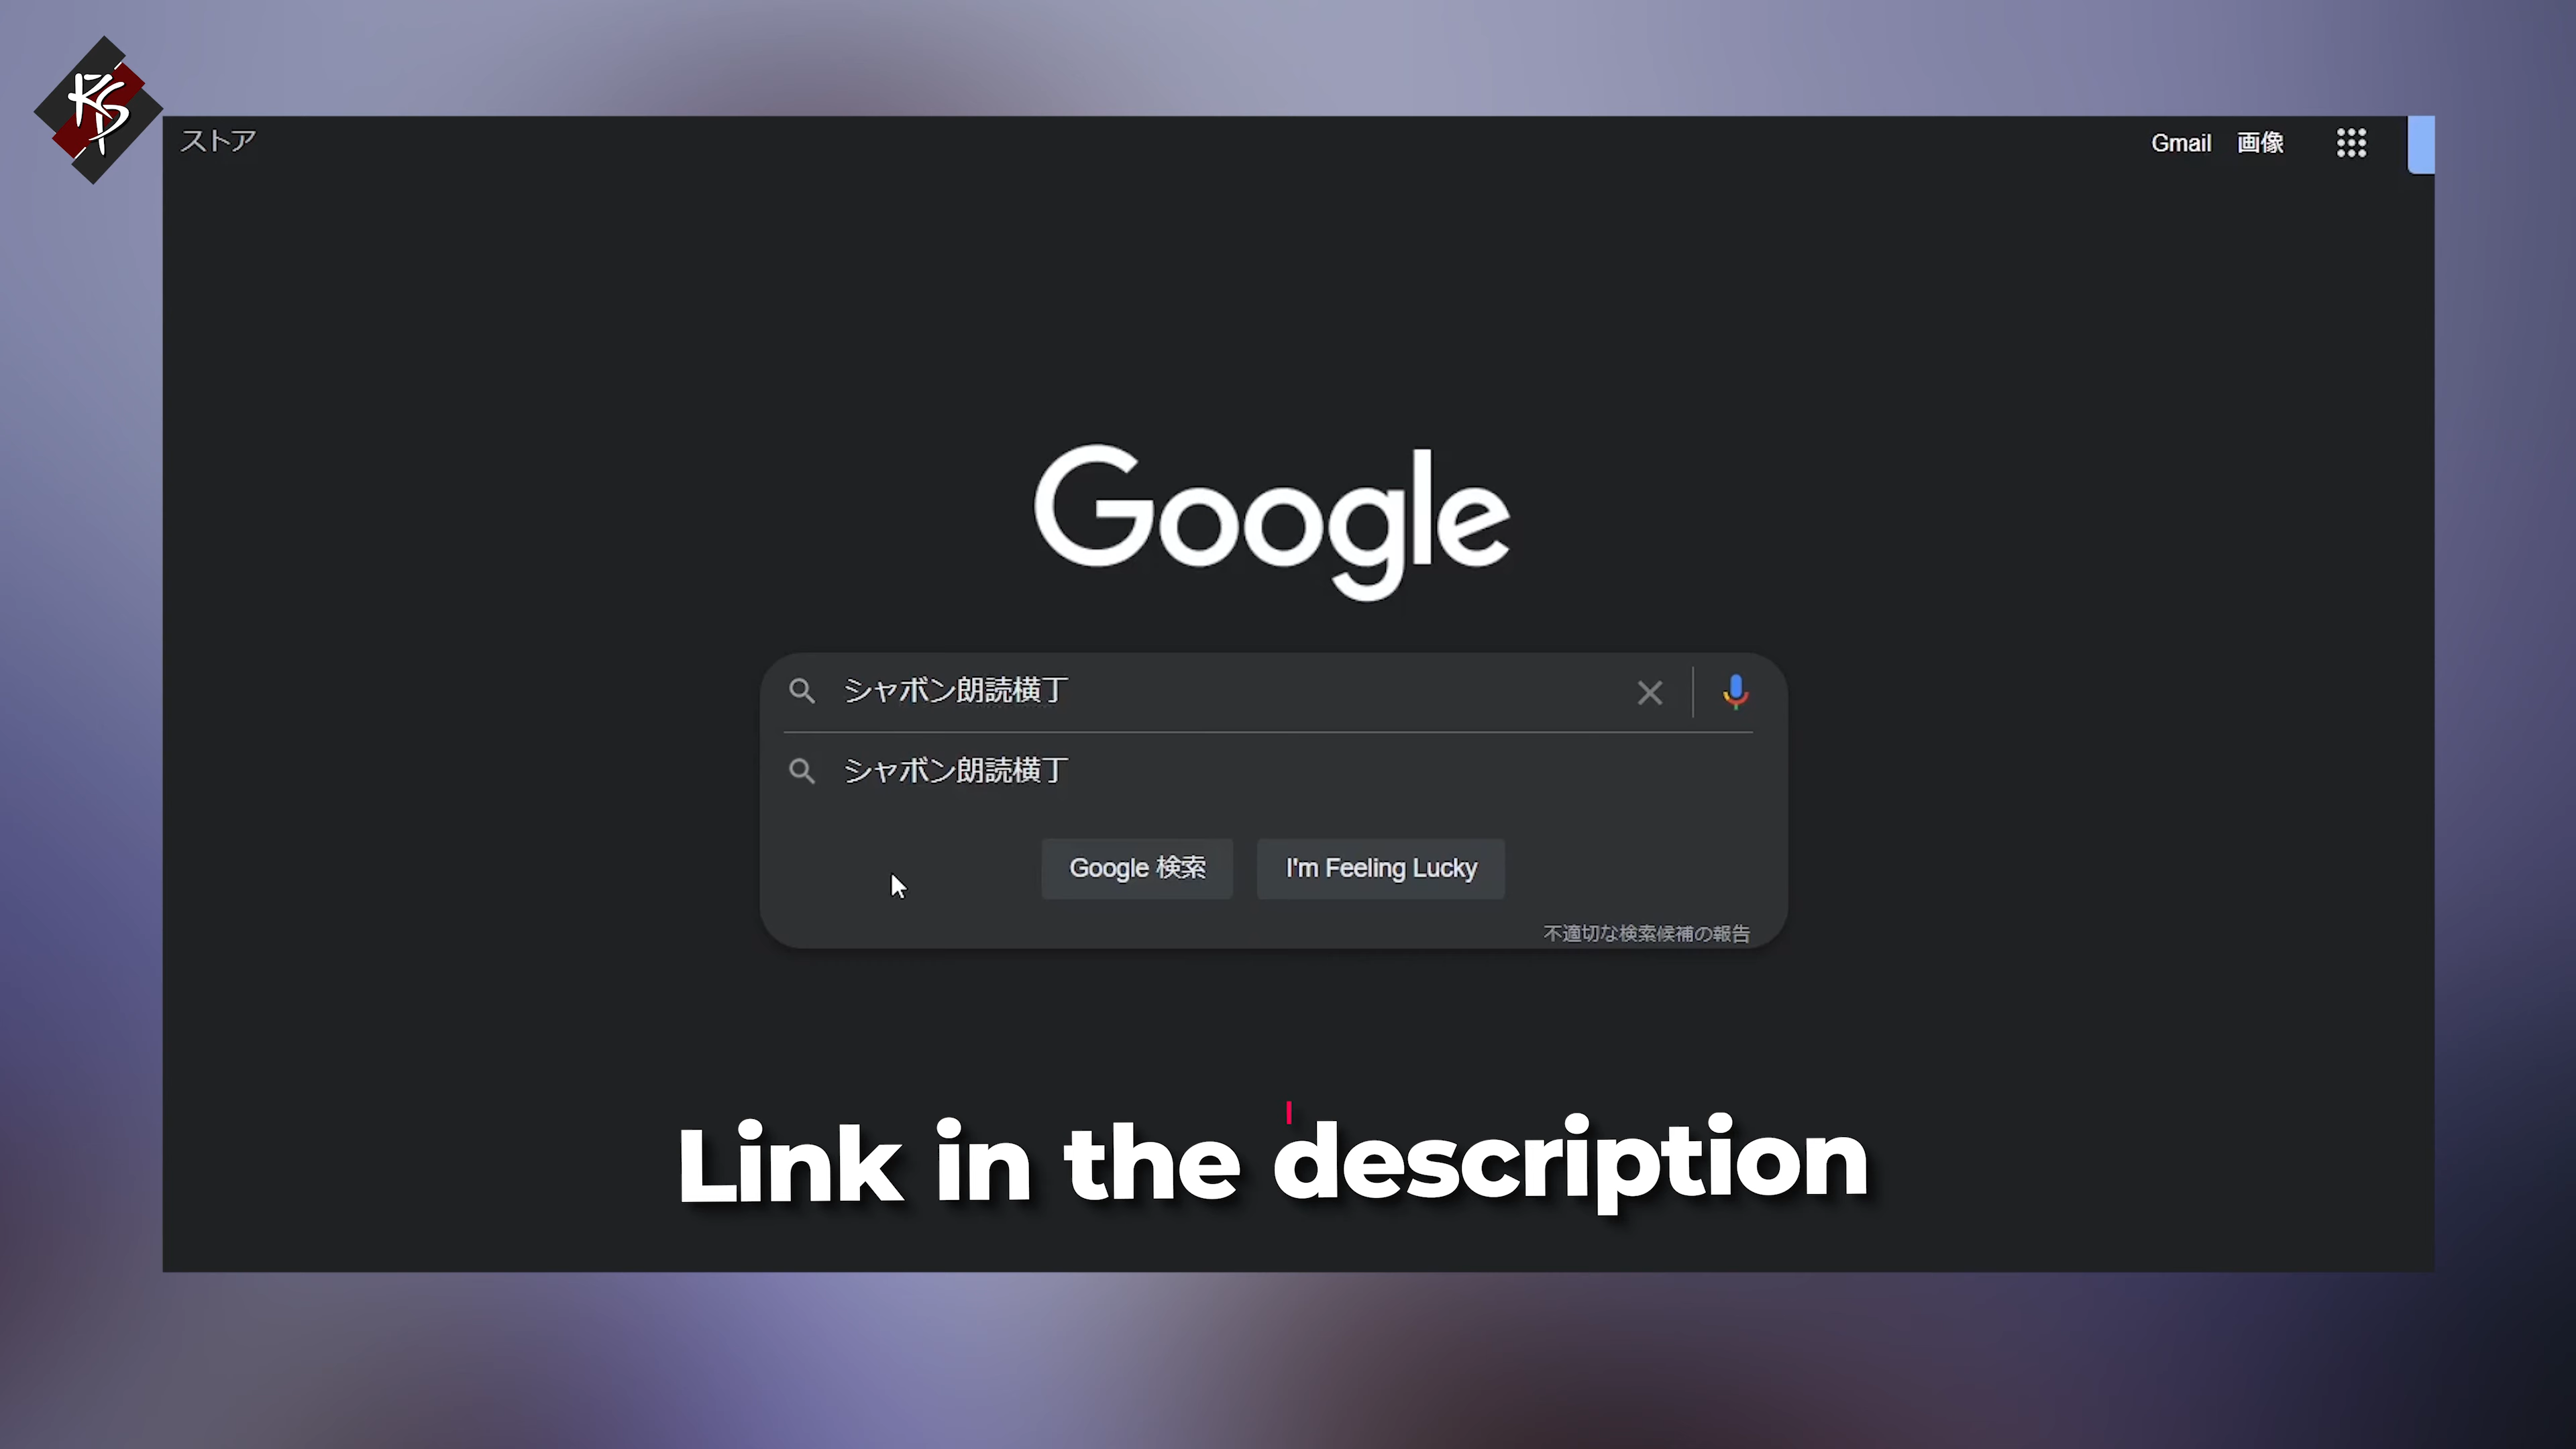 ストア
Gmail 画像
Google
シャボン朗読横丁
シャボン朗読横丁
Google 検索
I'm Feeling Lucky
不適切な検索候補の報告
Link in the description